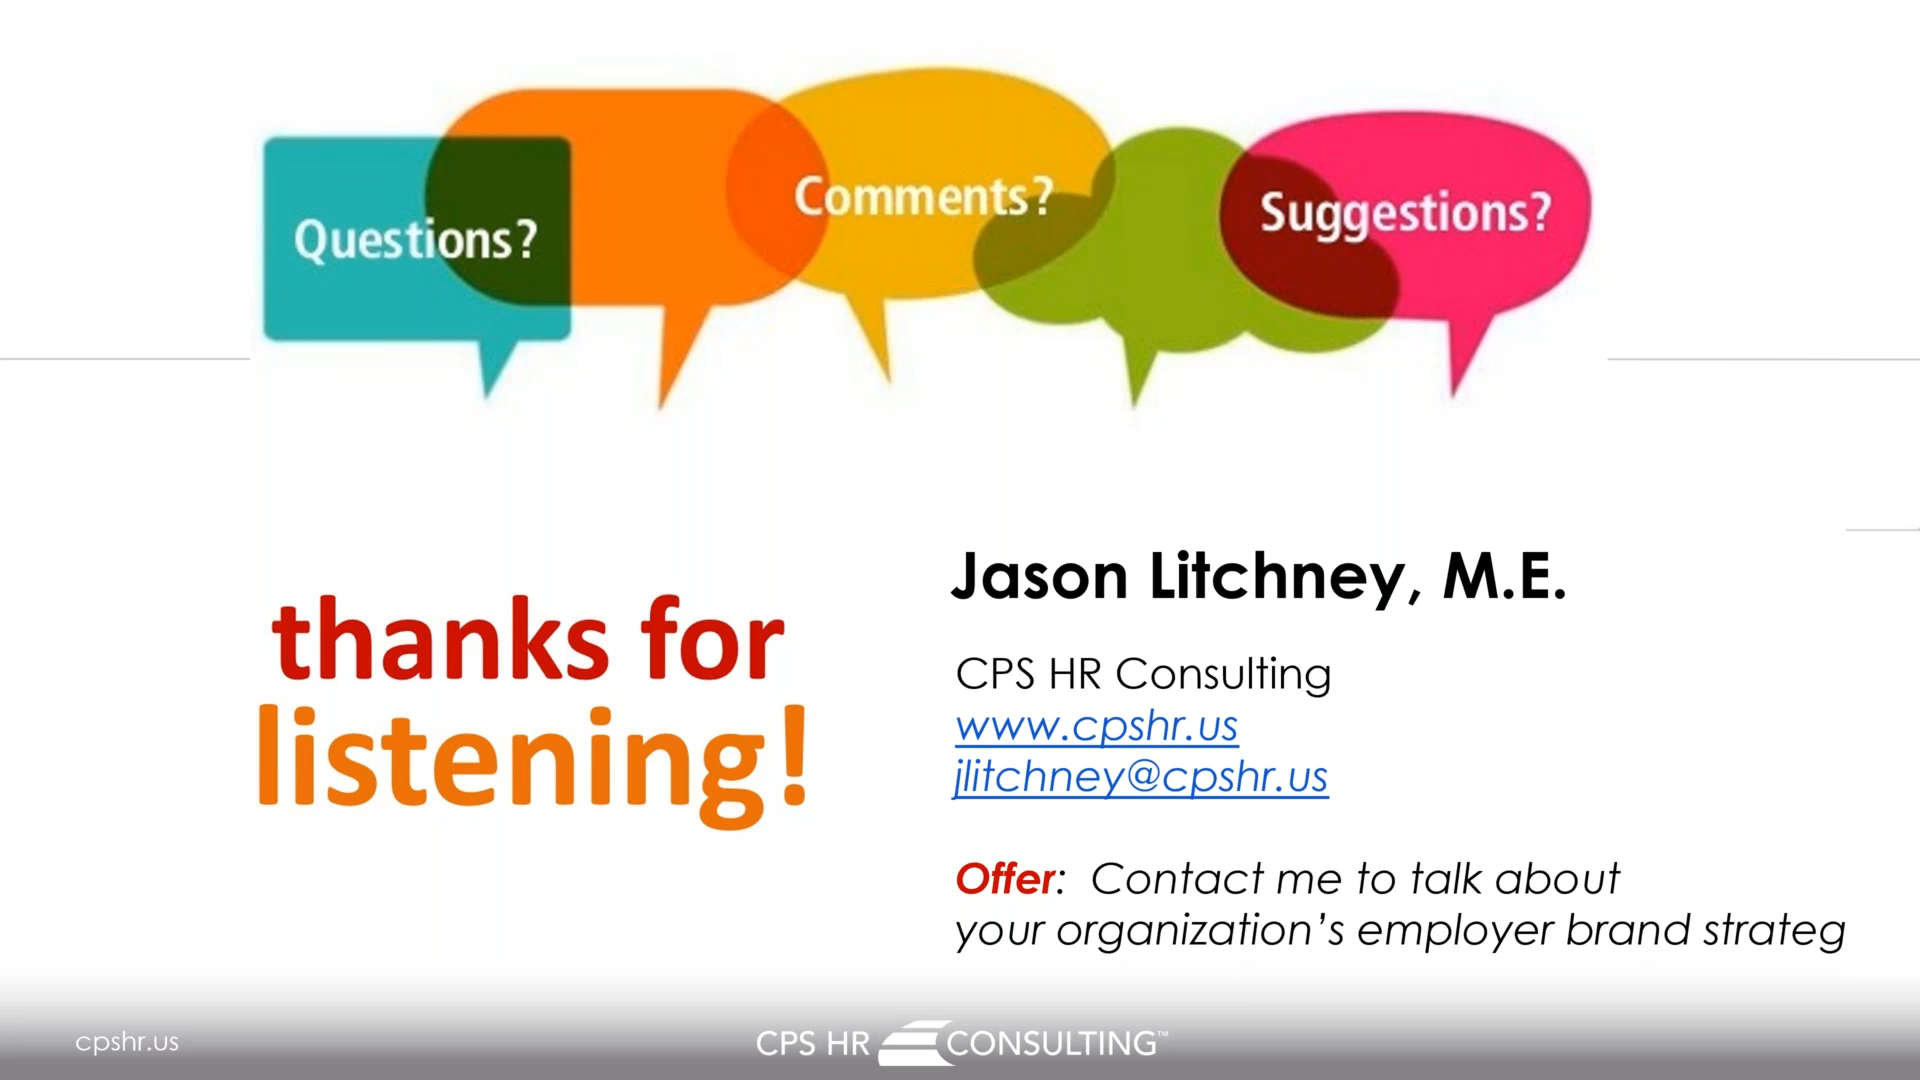 Questions?
Comments?
Suggestions?
thanks for
listening!
Jason Litchney, M.E.
CPS HR Consulting
www.cpshr.us
jlitchney@cpshr.us
Offer:  Contact me to talk about
your organization’s employer brand strateg
cpshr.us
CPS HR CONSULTING™